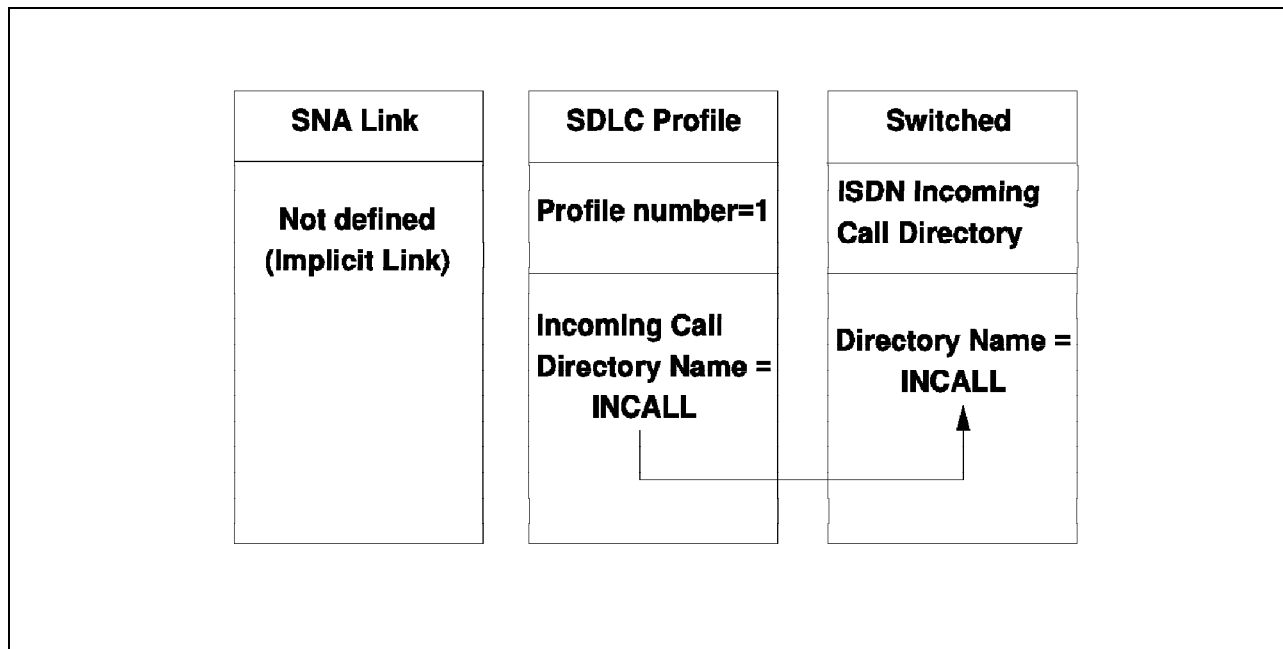 SNA Link
Not defined
(Implicit Link)
SDLC Profile
Profile number=1
Incoming Call
Directory Name =
INCALL
Switched
ISDN Incoming
Call Directory
Directory Name =
INCALL